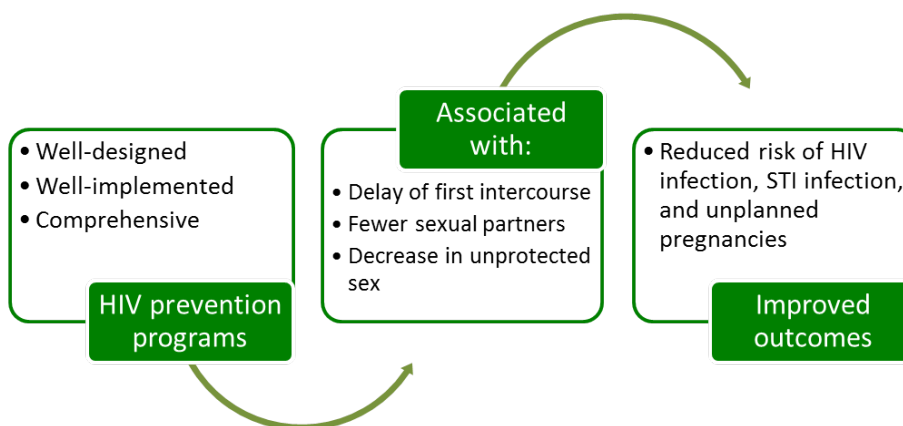 • Well-designed
• Well-implemented
• Comprehensive
HIV prevention
programs
Associated
with:
• Delay of first intercourse
• Fewer sexual partners
• Decrease in unprotected
sex
• Reduced risk of HIV
infection, STI infection,
and unplanned
pregnancies
Improved
outcomes